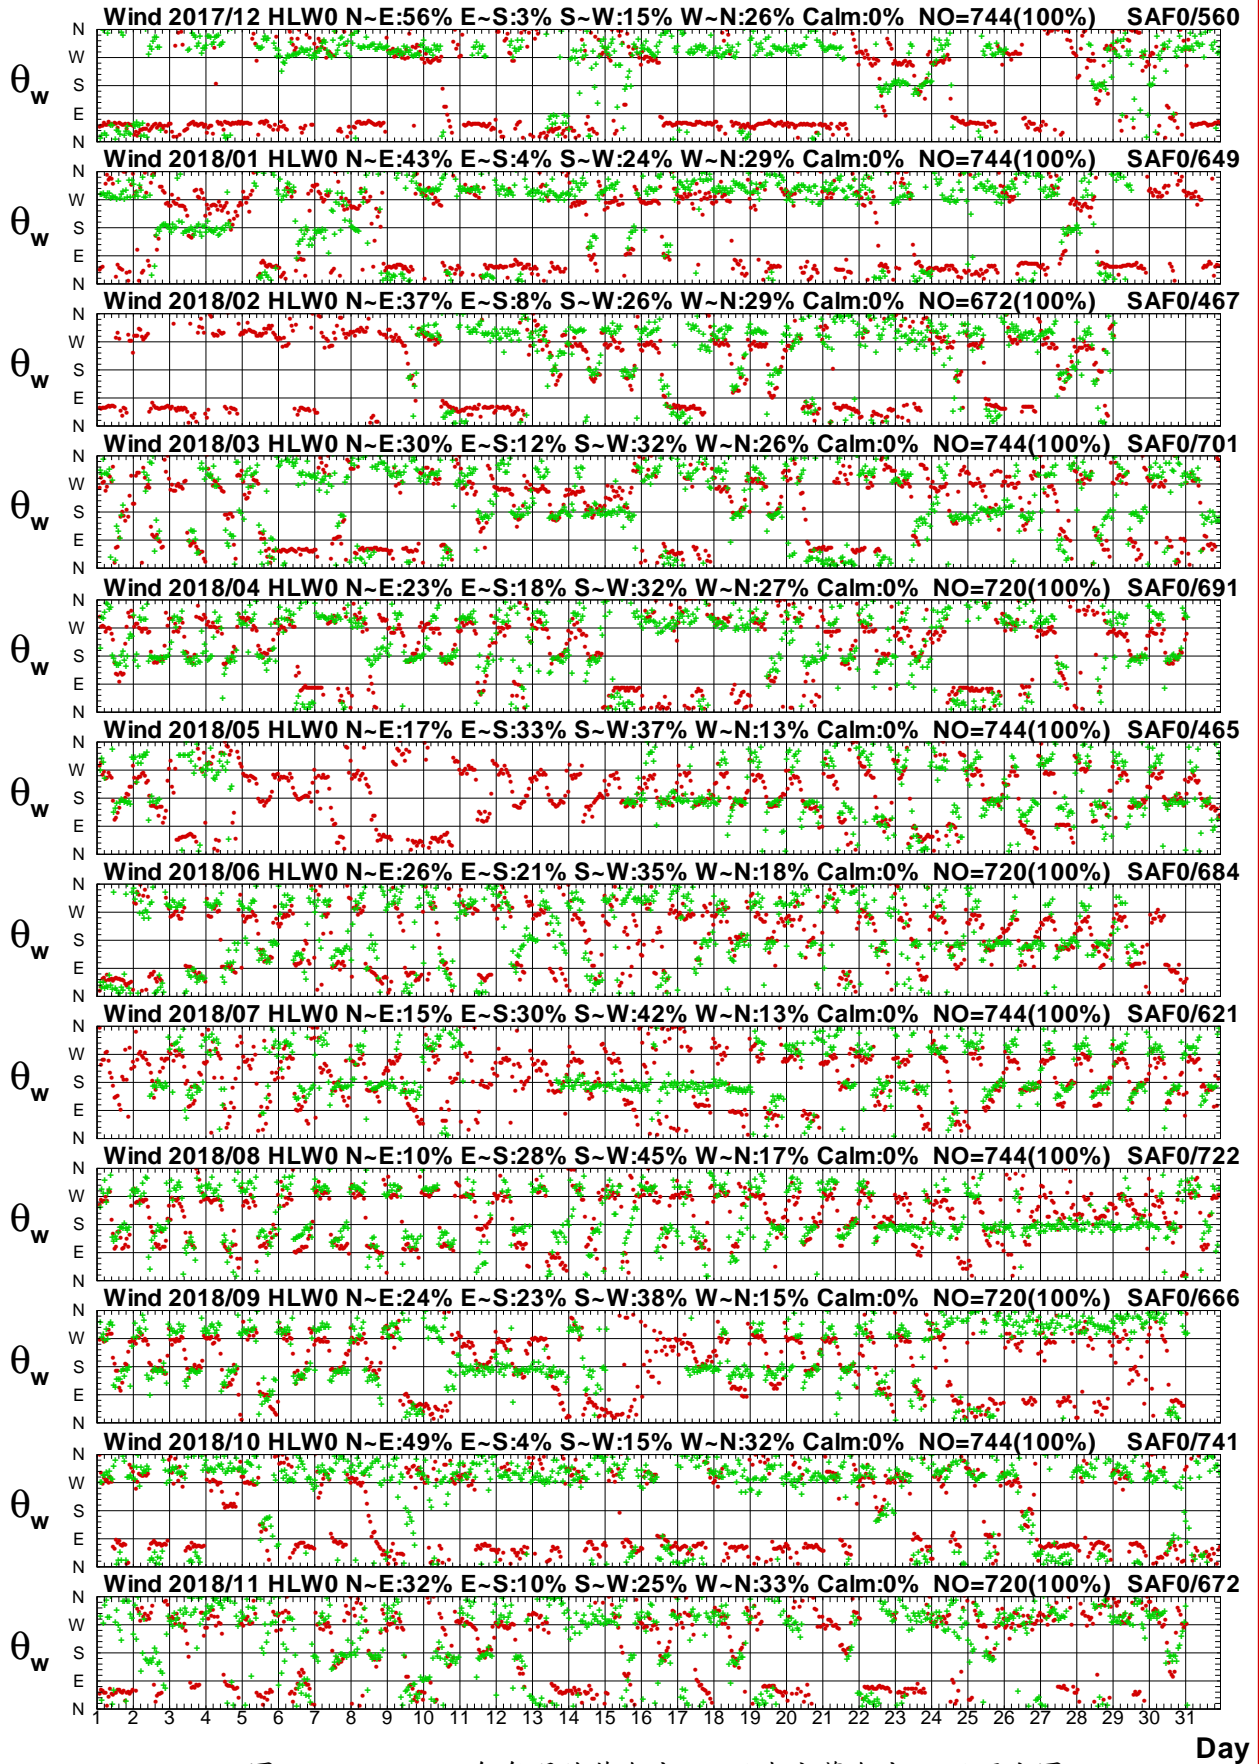 Wind 2017/12 HLW0 N~E:56% E~S:3% S~W:15% W~N:26% Calm:0% NO=744(100%) SAF0/560
N
W
S
E
N
θw
Wind 2018/01 HLW0 N~E:43% E~S:4% S~W:24% W~N:29% Calm:0% NO=744(100%) SAF0/649
N
W
S
E
N
θw
Wind 2018/02 HLW0 N~E:37% E~S:8% S~W:26% W~N:29% Calm:0% NO=672(100%) SAF0/467
N
W
S
E
N
θw
Wind 2018/03 HLW0 N~E:30% E~S:12% S~W:32% W~N:26% Calm:0% NO=744(100%) SAF0/701
N
W
S
E
N
θw
Wind 2018/04 HLW0 N~E:23% E~S:18% S~W:32% W~N:27% Calm:0% NO=720(100%) SAF0/691
N
W
S
E
N
θw
Wind 2018/05 HLW0 N~E:17% E~S:33% S~W:37% W~N:13% Calm:0% NO=744(100%) SAF0/465
N
W
S
E
N
θw
Wind 2018/06 HLW0 N~E:26% E~S:21% S~W:35% W~N:18% Calm:0% NO=720(100%) SAF0/684
N
W
S
E
N
θw
Wind 2018/07 HLW0 N~E:15% E~S:30% S~W:42% W~N:13% Calm:0% NO=744(100%) SAF0/621
N
W
S
E
N
θw
Wind 2018/08 HLW0 N~E:10% E~S:28% S~W:45% W~N:17% Calm:0% NO=744(100%) SAF0/722
N
W
S
E
N
θw
Wind 2018/09 HLW0 N~E:24% E~S:23% S~W:38% W~N:15% Calm:0% NO=720(100%) SAF0/666
N
W
S
E
N
θw
Wind 2018/10 HLW0 N~E:49% E~S:4% S~W:15% W~N:32% Calm:0% NO=744(100%) SAF0/741
N
W
S
E
N
θw
Wind 2018/11 HLW0 N~E:32% E~S:10% S~W:25% W~N:33% Calm:0% NO=720(100%) SAF0/672
N
W
S
E
N
θw
1 2 3 4 5 6 7 8 9 10 11 12 13 14 15 16 17 18 19 20 21 22 23 24 25 26 27 28 29 30 31
Day